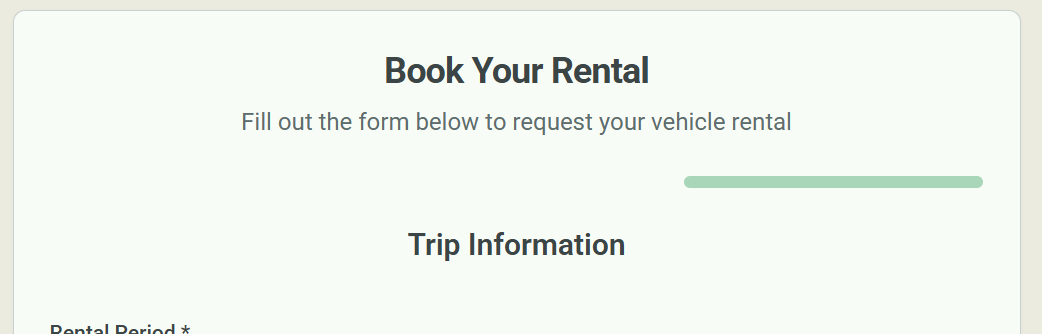 Book Your Rental
Fill out the form below to request your vehicle rental
Trip Information
Rental Period *